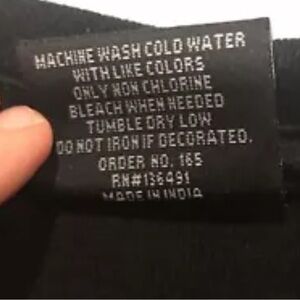 MACHINE WASH COLD WATER
WITH LIKE COLORS
ONLY NON CHLORINE
BLEACH WHEN NEEDED
TUMBLE DRY LOW
DO NOT IRON IF DECORATED.
ORDER NO. 165
RN#136491
MADE IN INDIA